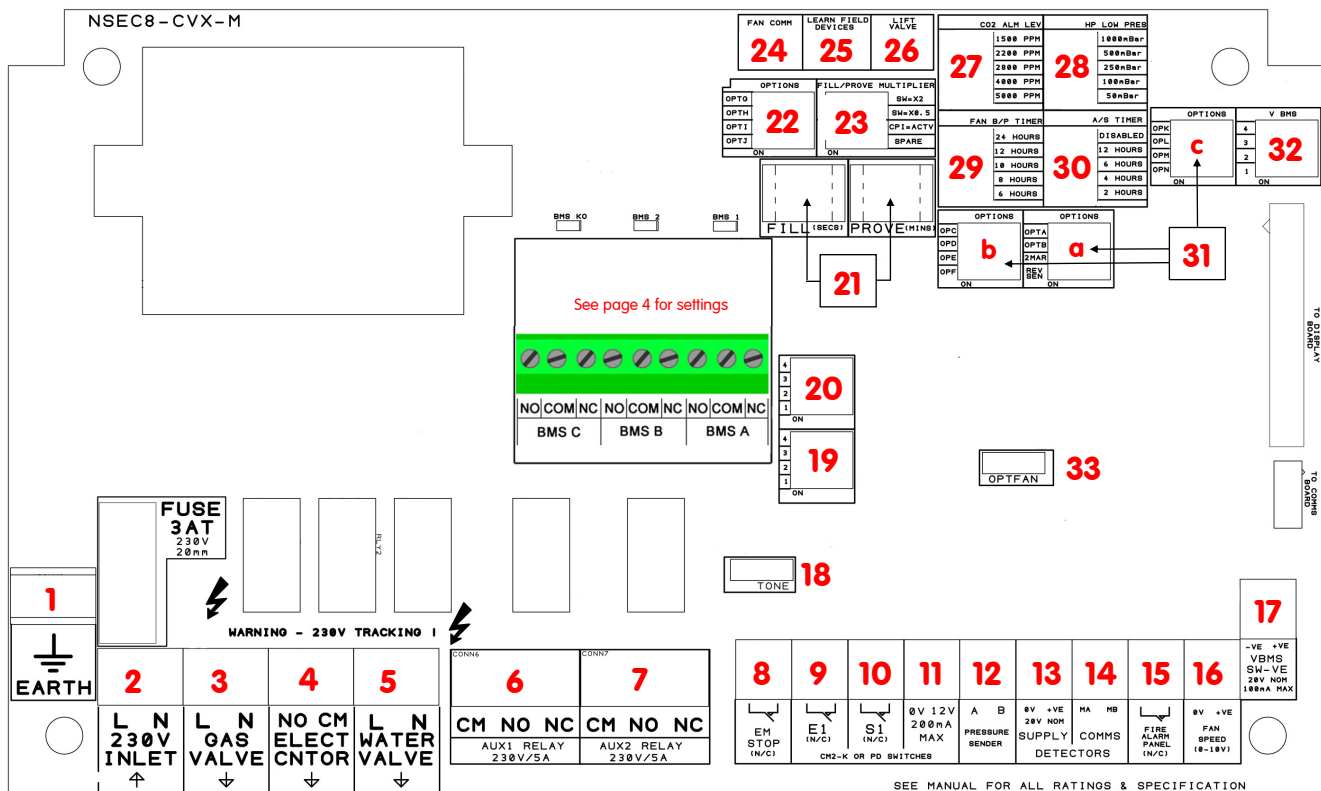 NSEC8-CVX-M
FAN COMM
24
LEARN FIELD
DEVICES
25
LIFT
VALVE
26
CO2 ALM LEV
27
1500 PPM
2200 PPM
2800 PPM
4000 PPM
5000 PPM
HP LOW PRES
28
1000mBar
500mBar
250mBar
100mBar
50mBar
OPTIONS
OPTG
OPTH
OPTI
OPTJ
22
ON
FILL/PROVE MULTIPLIER
23
SW=X2
SW=X0.5
CPI=ACTV
SPARE
ON
FAN B/P TIMER
29
24 HOURS
12 HOURS
10 HOURS
8 HOURS
6 HOURS
A/S TIMER
30
DISABLED
12 HOURS
6 HOURS
4 HOURS
2 HOURS
OPTIONS
OPK
OPL
OPM
OPN
c
ON
V BMS
4
3
2
1
32
ON
FILL (SECS)
PROVE (MINS)
21
OPTIONS
OPC
OPD
OPE
OPF
b
ON
OPTIONS
OPTA
OPTB
2MAR
REV
SEN
a
ON
31
BMS KO
BMS 2
BMS 1
See page 4 for settings
NO COM NC NO COM NC NO COM NC
BMS C BMS B BMS A
4
3
2
1
20
ON
4
3
2
1
19
ON
OPTFAN
33
TO DISPLAY
BOARD
TO COMMS
BOARD
FUSE
3AT
230V
20mm
RLY2
TONE
18
WARNING - 230V TRACKING !
1
EARTH
2
L N
230V
INLET
3
L N
GAS
VALVE
4
NO CM
ELECT
CNTOR
5
L N
WATER
VALVE
CONN6
6
CM NO NC
AUX1 RELAY
230V/5A
CONN7
7
CM NO NC
AUX2 RELAY
230V/5A
8
EM
STOP
(N/C)
9
E1
(N/C)
10
S1
(N/C)
11
0V 12V
200mA
MAX
CM2-K OR PD SWITCHES
12
A B
PRESSURE
SENDER
13
0V +VE
20V NOM
SUPPLY
14
MA MB
COMMS
DETECTORS
15
FIRE
ALARM
PANEL
(N/C)
16
0V +VE
FAN
SPEED
(0-10V)
17
-VE +VE
VBMS
SW-VE
20V NOM
100mA MAX
SEE MANUAL FOR ALL RATINGS & SPECIFICATION